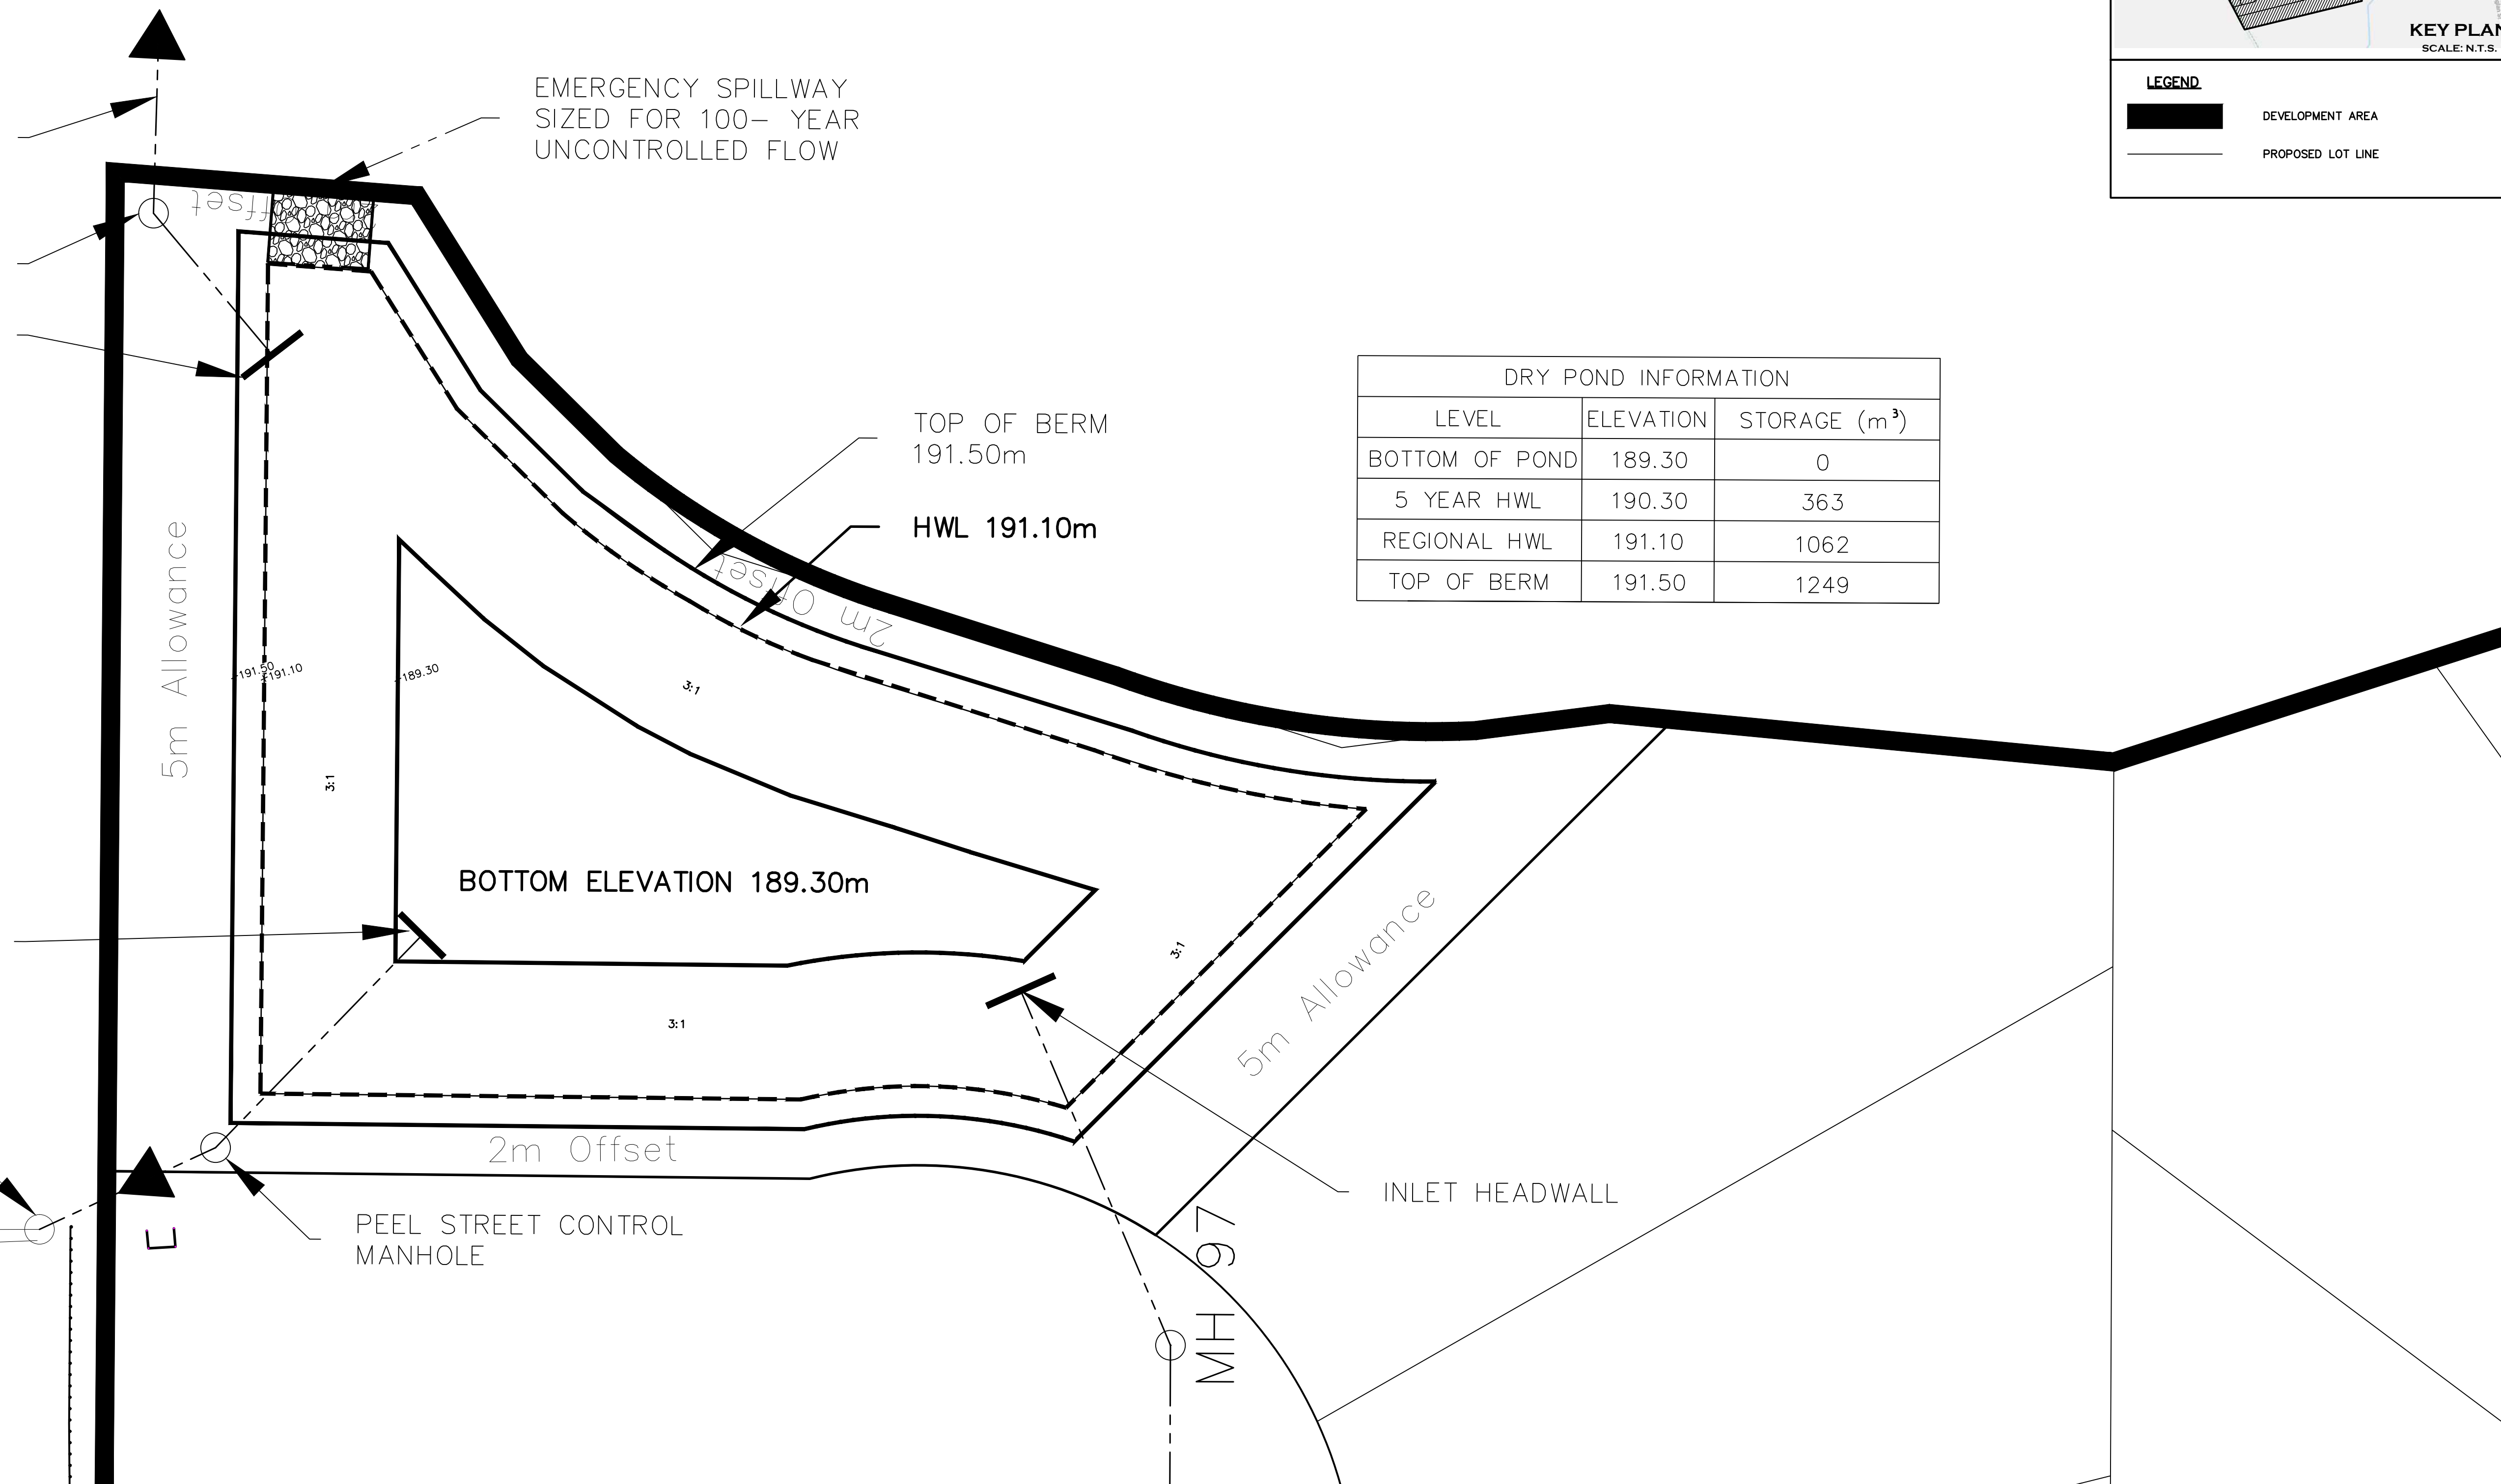 KEY PLAN
SCALE: N.T.S.
LEGEND
DEVELOPMENT AREA
PROPOSED LOT LINE
EMERGENCY SPILLWAY
SIZED FOR 100- YEAR
UNCONTROLLED FLOW
Offset
TOP OF BERM
191.50m
HWL 191.10m
2m Offset
DRY POND INFORMATION
LEVEL ELEVATION STORAGE (m³)
BOTTOM OF POND 189.30 0
5 YEAR HWL 190.30 363
REGIONAL HWL 191.10 1062
TOP OF BERM 191.50 1249
5m Allowance
191.50
191.10
189.30
3:1
3:1
BOTTOM ELEVATION 189.30m
3:1
3:1
5m Allowance
2m Offset
INLET HEADWALL
PEEL STREET CONTROL
MANHOLE
MH 97